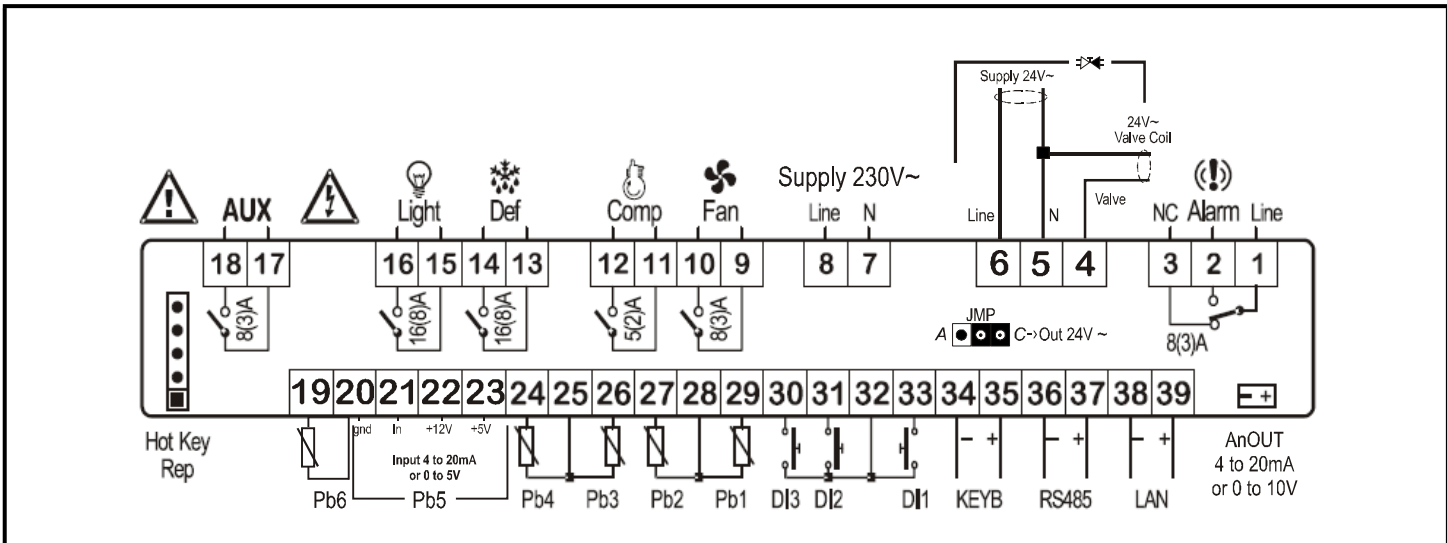 Supply 24V~
24V~
Valve Coil
Valve
Line N
AUX
Light Def Comp Fan
Supply 230V~
Line N
NC Alarm Line
18 17 16 15 14 13 12 11 10 9 8 7 6 5 4 3 2 1
8(3)A 16(8)A 16(8)A 5(2)A 8(3)A
8(3)A
JMP
A C->Out 24V ~
19 20 21 22 23 24 25 26 27 28 29 30 31 32 33 34 35 36 37 38 39
- +
gnd In +12V +5V
- + - + - +
Input 4 to 20mA
or 0 to 5V
Hot Key
Rep
Pb6 Pb5 Pb4 Pb3 Pb2 Pb1 DI3 DI2 DI1 KEYB RS485 LAN
AnOUT
4 to 20mA
or 0 to 10V